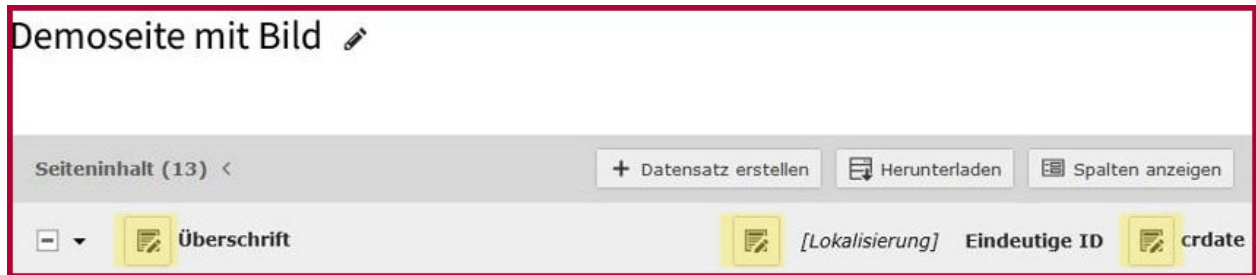 Demoseite mit Bild
Seiteninhalt (13) < + Datensatz erstellen Herunterladen Spalten anzeigen
Überschrift [Lokalisierung] Eindeutige ID crdate